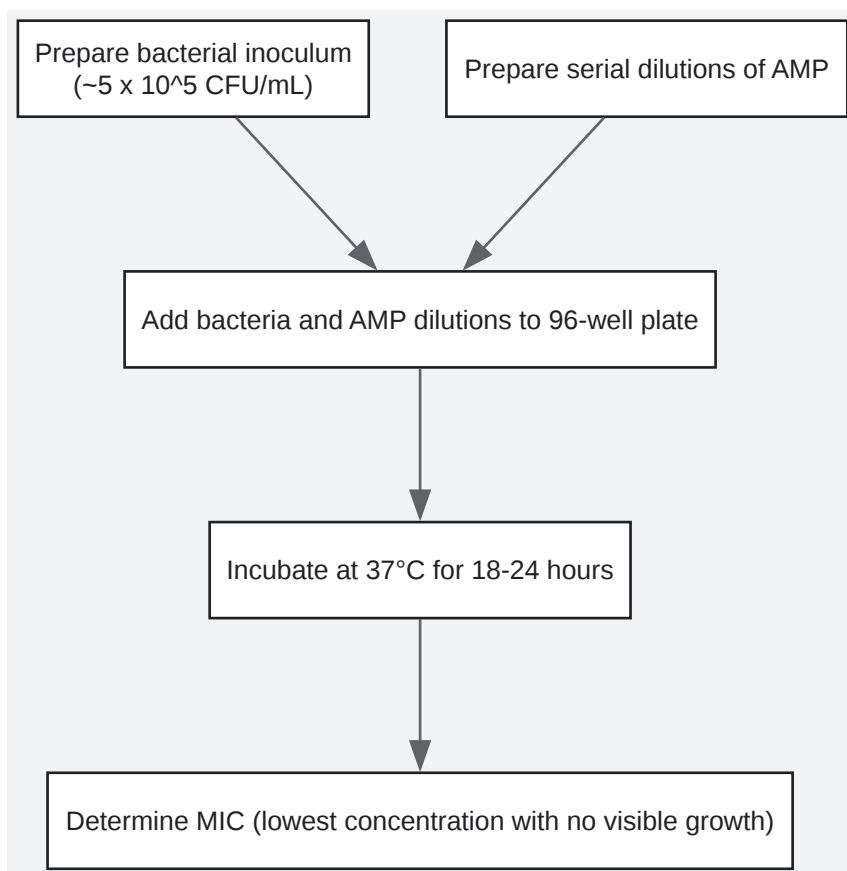 Prepare bacterial inoculum
(~5 x 10^5 CFU/mL)
Prepare serial dilutions of AMP
Add bacteria and AMP dilutions to 96-well plate
Incubate at 37°C for 18-24 hours
Determine MIC (lowest concentration with no visible growth)